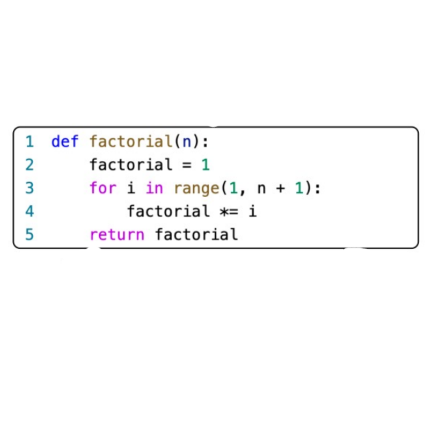 1 def factorial(n):
2     factorial = 1
3     for i in range(1, n + 1):
4         factorial *= i
5     return factorial